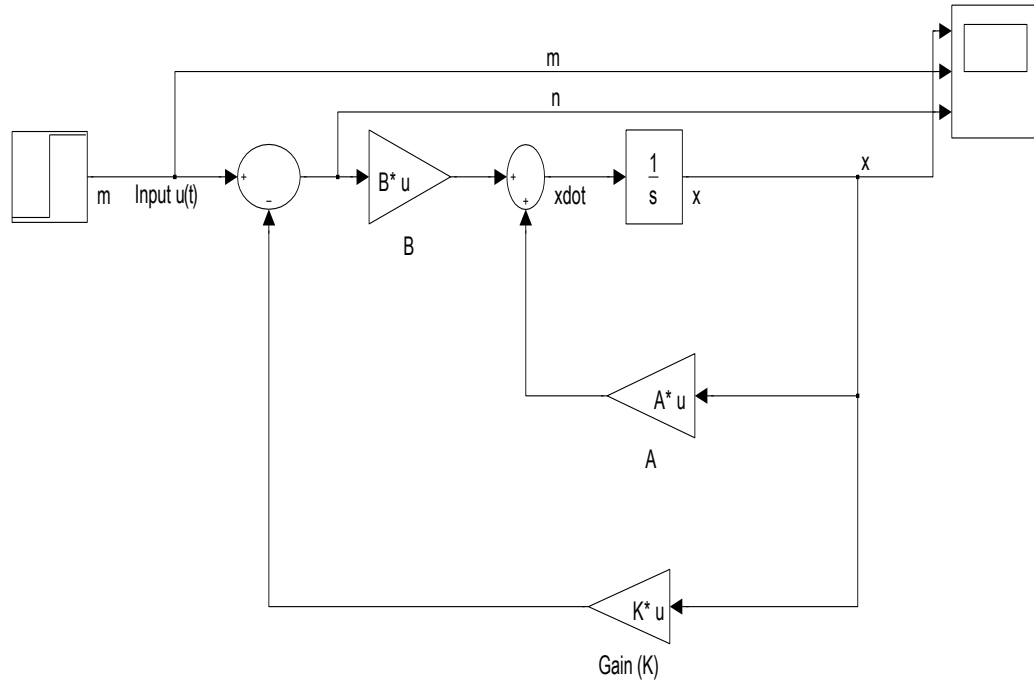 m
n
m
Input u(t)
+
-
B* u
B
+
+
xdot
1
s
x
x
A* u
A
K* u
Gain (K)